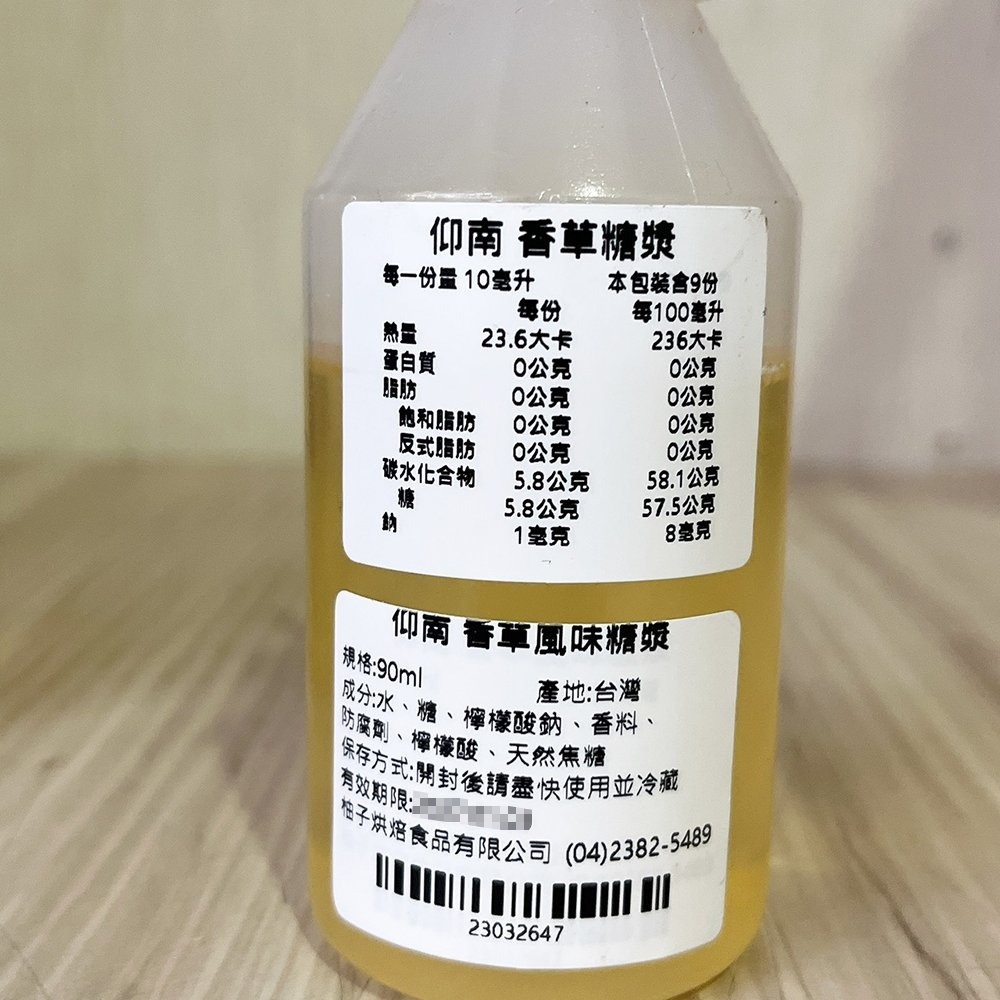 仰南 香草糖漿
每一份量 10毫升 本包裝含9份
每份 每100毫升
熱量 23.6大卡 236大卡
蛋白質 0公克 0公克
脂肪 0公克 0公克
飽和脂肪 0公克 0公克
反式脂肪 0公克 0公克
碳水化合物 5.8公克 58.1公克
糖 5.8公克 57.5公克
鈉 1毫克 8毫克
仰南 香草風味糖漿
規格:90ml 產地:台灣
成分:水、糖、檸檬酸鈉、香料、
防腐劑、檸檬酸、天然焦糖
保存方式:開封後請盡快使用並冷藏
有效期限:
柚子烘焙食品有限公司 (04)2382-5489
23032647